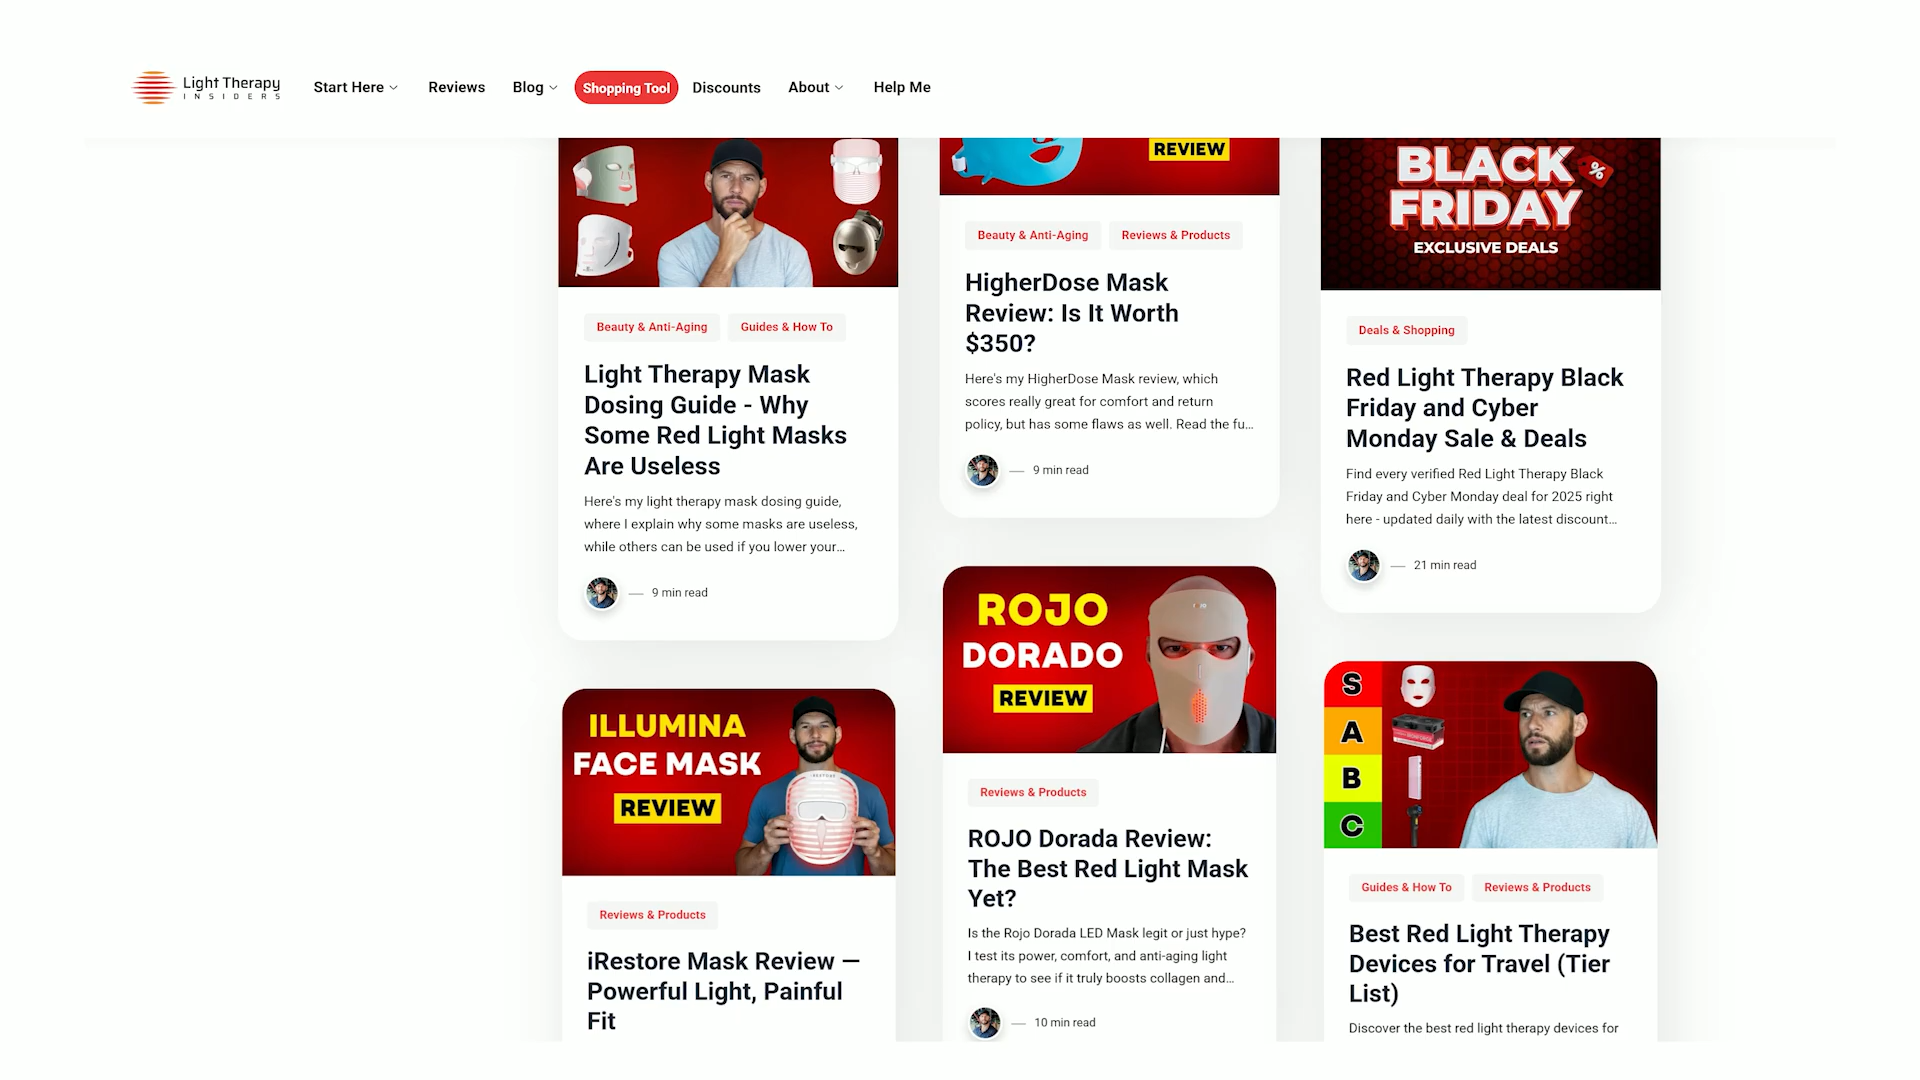 Light Therapy
INSIDERS
Start Here
Reviews
Blog
Shopping Tool
Discounts
About
Help Me
Beauty & Anti-Aging
Guides & How To
Light Therapy Mask
Dosing Guide - Why
Some Red Light Masks
Are Useless
Here's my light therapy mask dosing guide,
where I explain why some masks are useless,
while others can be used if you lower your...
9 min read
ILLUMINA
FACE MASK
REVIEW
Reviews & Products
iRestore Mask Review —
Powerful Light, Painful
Fit
REVIEW
Beauty & Anti-Aging
Reviews & Products
HigherDose Mask
Review: Is It Worth
$350?
Here's my HigherDose Mask review, which
scores really great for comfort and return
policy, but has some flaws as well. Read the fu...
9 min read
ROJO
DORADO
REVIEW
Reviews & Products
ROJO Dorada Review:
The Best Red Light Mask
Yet?
Is the Rojo Dorada LED Mask legit or just hype?
I test its power, comfort, and anti-aging light
therapy to see if it truly boosts collagen and...
10 min read
BLACK
FRIDAY
%
EXCLUSIVE DEALS
Deals & Shopping
Red Light Therapy Black
Friday and Cyber
Monday Sale & Deals
Find every verified Red Light Therapy Black
Friday and Cyber Monday deal for 2025 right
here - updated daily with the latest discount...
21 min read
S
A
B
C
Guides & How To
Reviews & Products
Best Red Light Therapy
Devices for Travel (Tier
List)
Discover the best red light therapy devices for